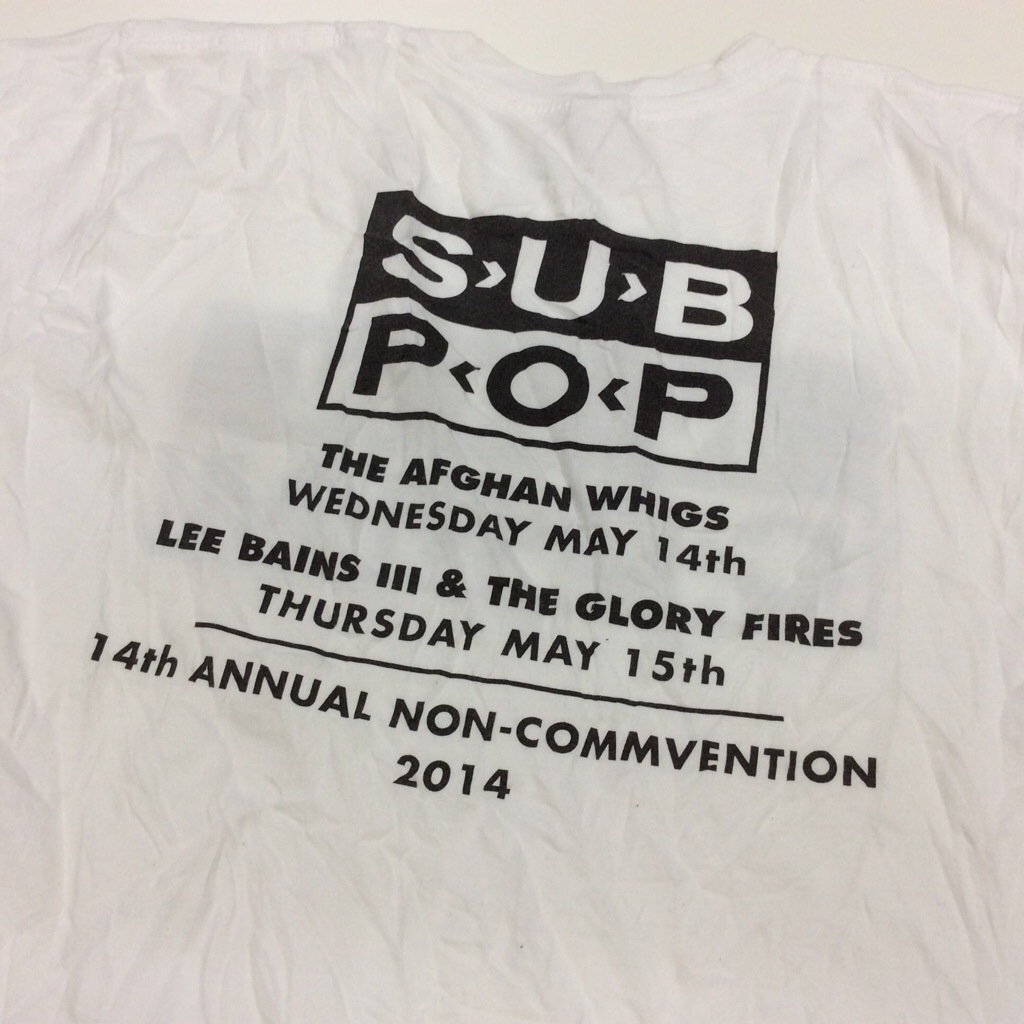 S›U›B
P‹O‹P
THE AFGHAN WHIGS
WEDNESDAY MAY 14th
LEE BAINS III & THE GLORY FIRES
THURSDAY MAY 15th
14th ANNUAL NON-COMMVENTION
2014